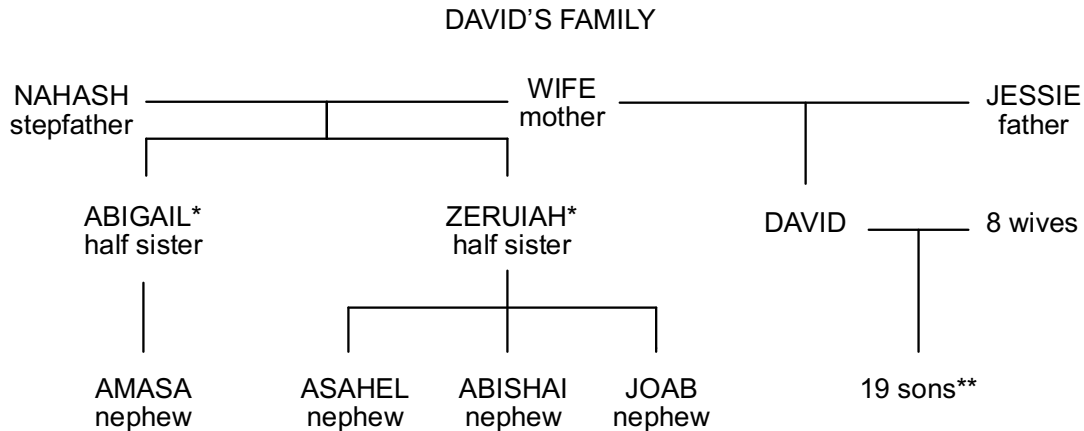 DAVID'S FAMILY
NAHASH
stepfather
WIFE
mother
JESSIE
father
ABIGAIL*
half sister
ZERUIAH*
half sister
DAVID
8 wives
AMASA
nephew
ASAHEL
nephew
ABISHAI
nephew
JOAB
nephew
19 sons**